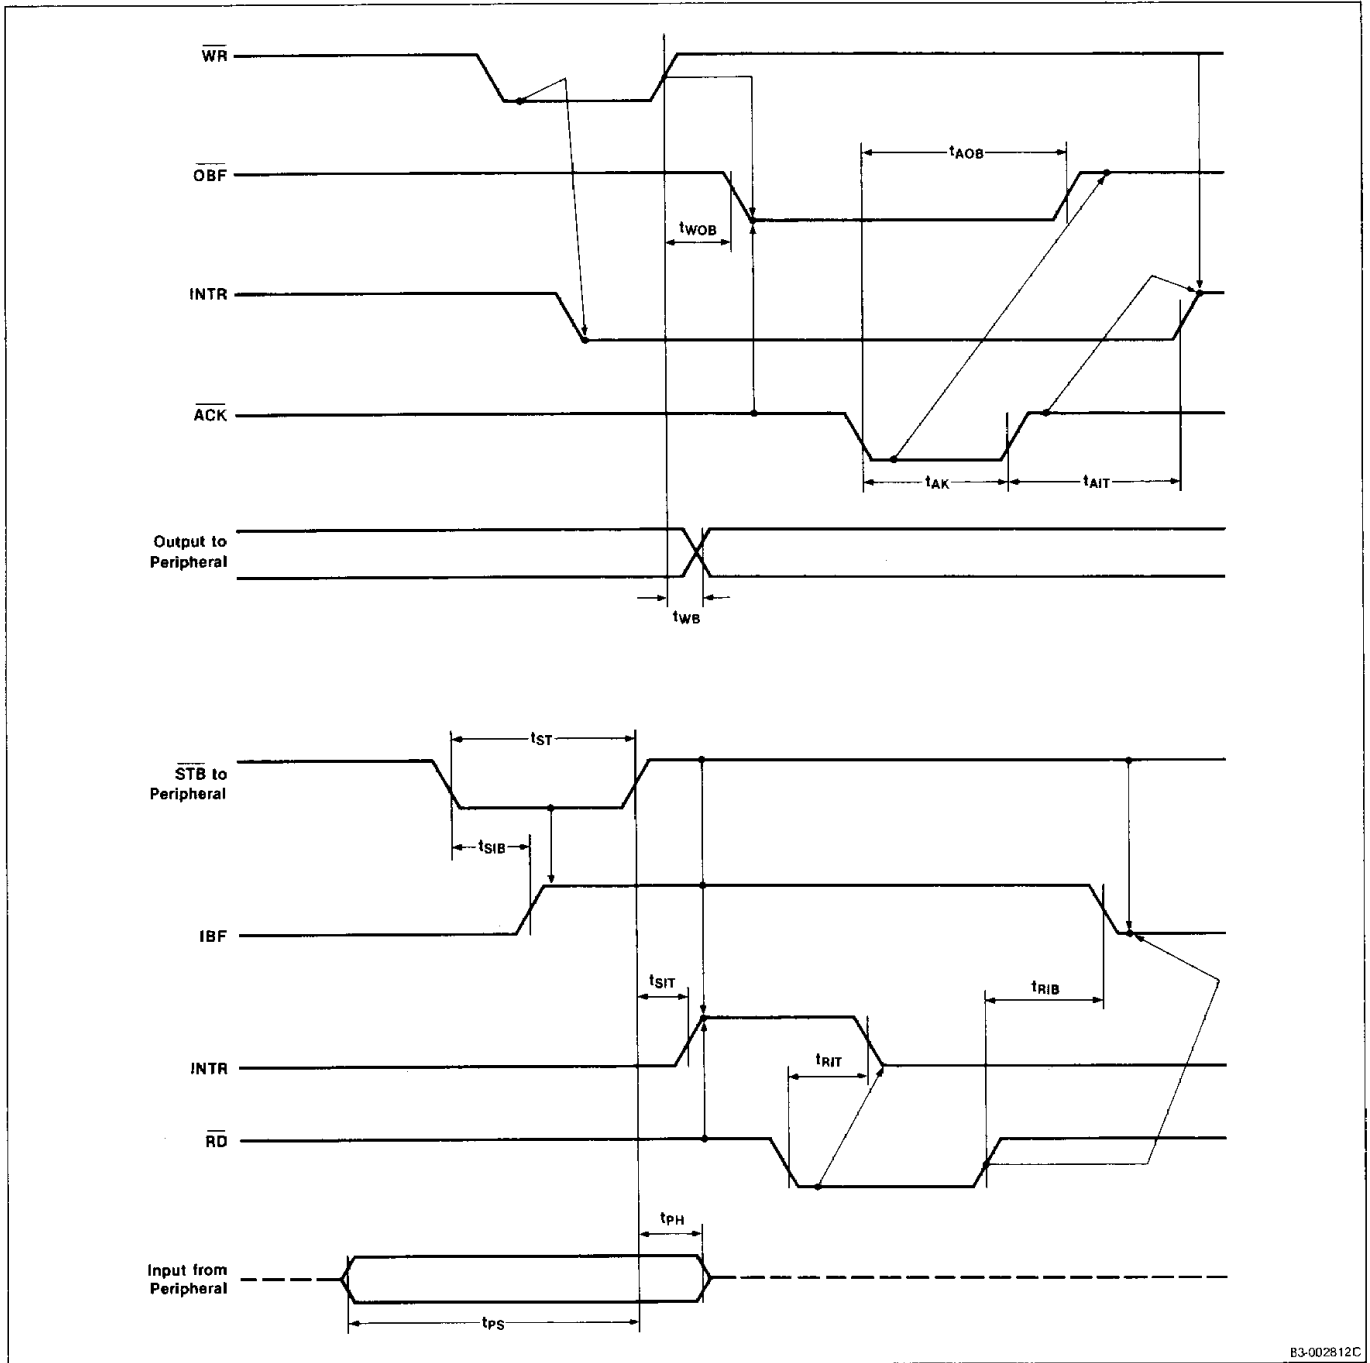 WR
OBF
tAOB
tWOB
INTR
ACK
tAK
tAIT
Output to
Peripheral
tWB
tST
STB to
Peripheral
tSIB
IBF
tSIT
tRIB
INTR
tRIT
RD
tPH
Input from
Peripheral
tPS
B3-002812C